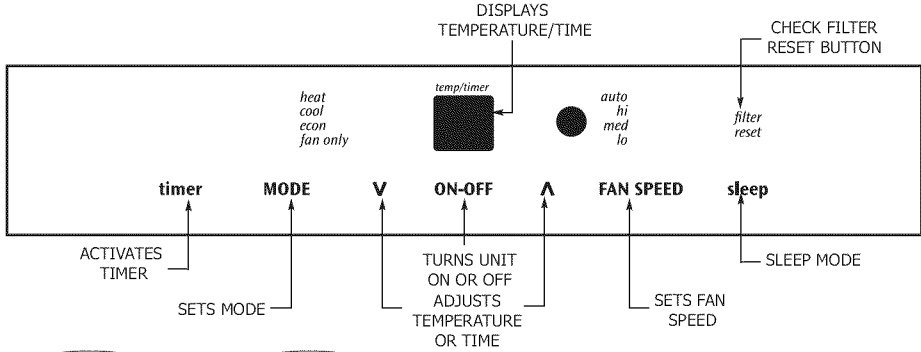 DISPLAYS
TEMPERATURE/TIME
CHECK FILTER
RESET BUTTON
heat
cool
econ
fan only
temp/timer
auto
hi
med
lo
filter
reset
timer MODE V ON-OFF Λ FAN SPEED sleep
ACTIVATES
TIMER
SETS MODE
TURNS UNIT
ON OR OFF
ADJUSTS
TEMPERATURE
OR TIME
SETS FAN
SPEED
SLEEP MODE